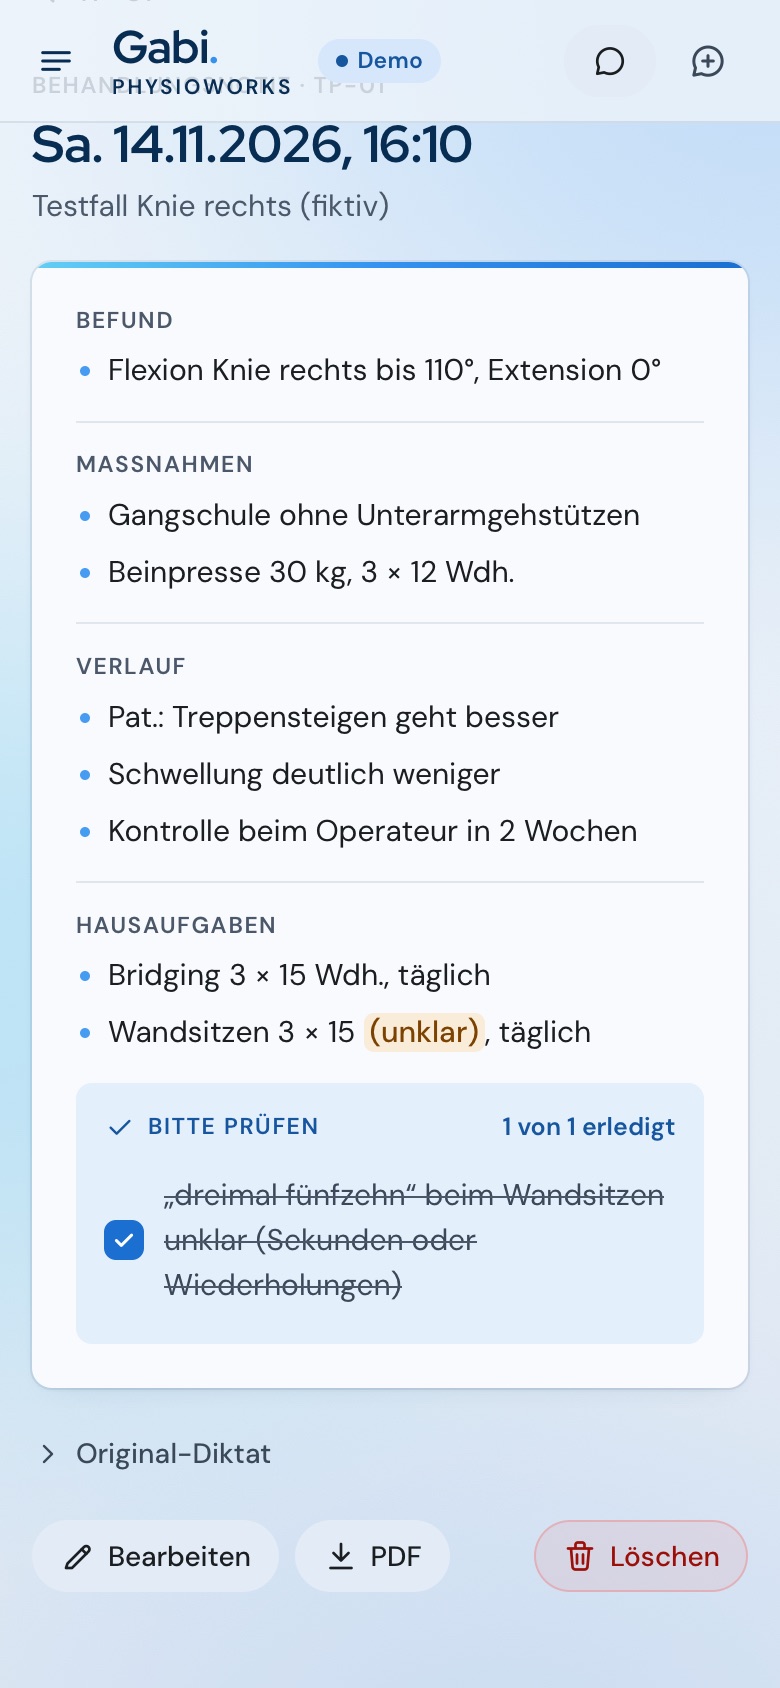 Gabi.
PHYSIOWORKS
Demo
BEHANDLUNGSNOTIZ · TP-01
Sa. 14.11.2026, 16:10
Testfall Knie rechts (fiktiv)
BEFUND
• Flexion Knie rechts bis 110°, Extension 0°
MASSNAHMEN
• Gangschule ohne Unterarmgehstützen
• Beinpresse 30 kg, 3 × 12 Wdh.
VERLAUF
• Pat.: Treppensteigen geht besser
• Schwellung deutlich weniger
• Kontrolle beim Operateur in 2 Wochen
HAUSAUFGABEN
• Bridging 3 × 15 Wdh., täglich
• Wandsitzen 3 × 15 (unklar), täglich
BITTE PRÜFEN 1 von 1 erledigt
„dreimal fünfzehn“ beim Wandsitzen
unklar (Sekunden oder
Wiederholungen)
Original-Diktat
Bearbeiten PDF Löschen